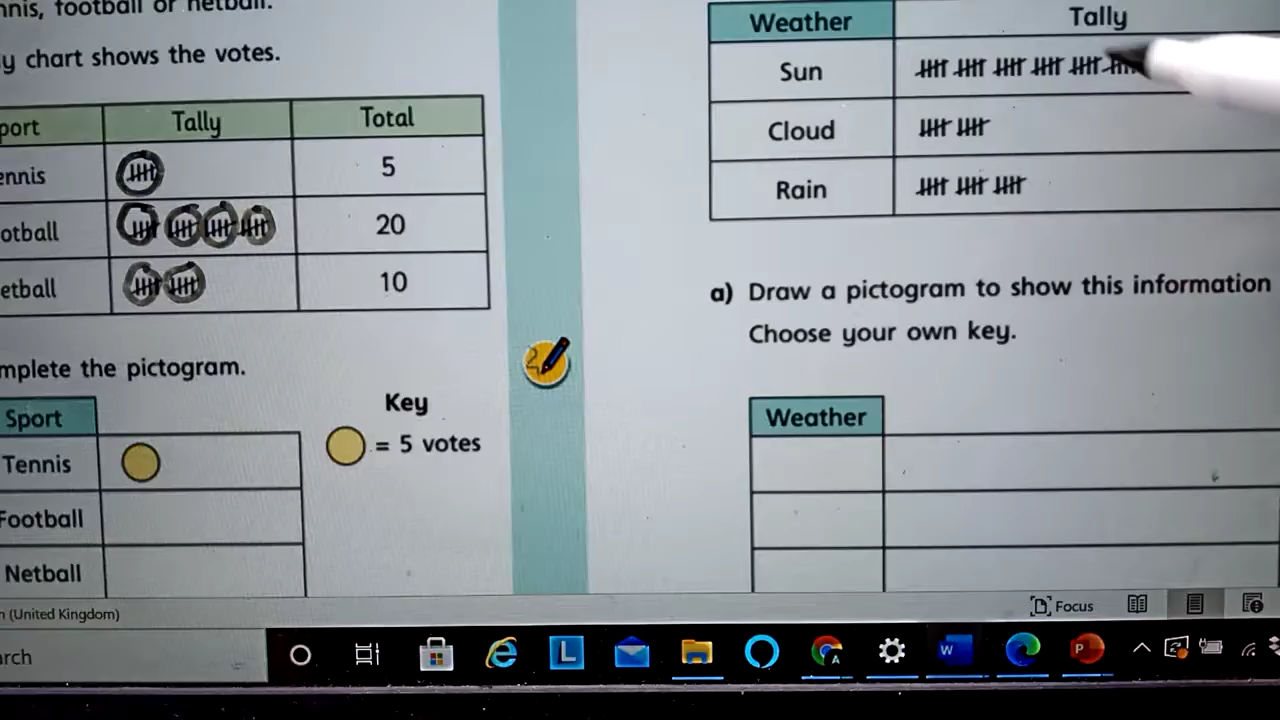 nnis, football or netball.
y chart shows the votes.
port Tally Total
ennis 5
otball 20
etball 10
mplete the pictogram.
Key
= 5 votes
Sport
Tennis
Football
Netball
Weather Tally
Sun
Cloud
Rain
a) Draw a pictogram to show this information
Choose your own key.
Weather
n (United Kingdom)
Focus
arch